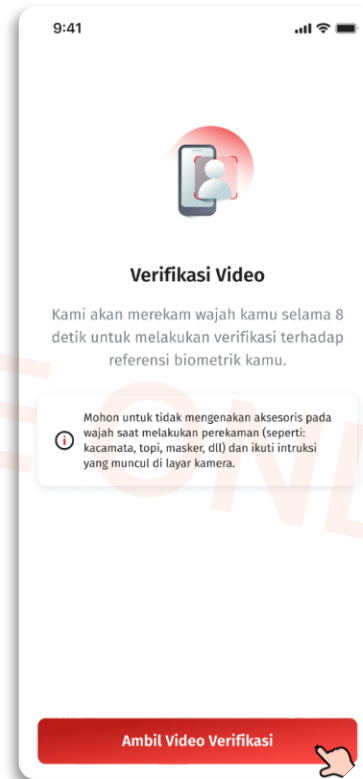 9:41
Verifikasi Video
Kami akan merekam wajah kamu selama 8
detik untuk melakukan verifikasi terhadap
referensi biometrik kamu.
Mohon untuk tidak mengenakan aksesoris pada
wajah saat melakukan perekaman (seperti:
kacamata, topi, masker, dll) dan ikuti intruksi
yang muncul di layar kamera.
Ambil Video Verifikasi